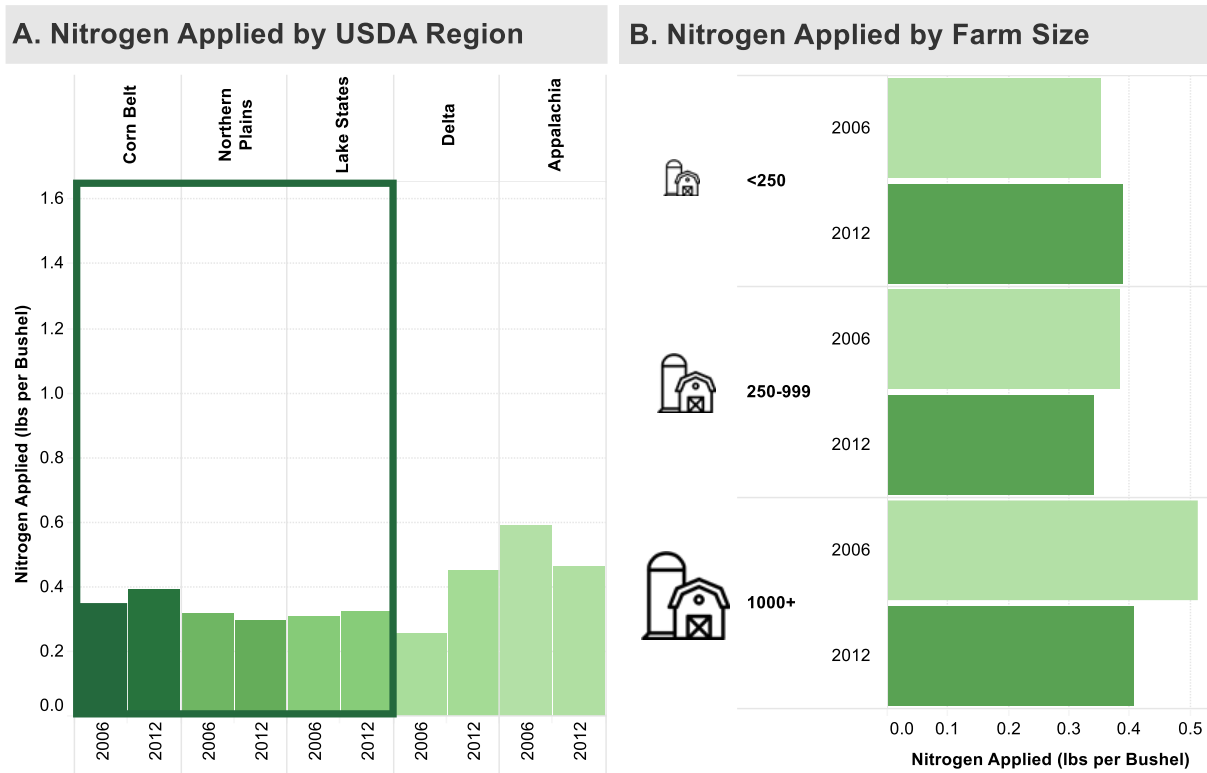 A. Nitrogen Applied by USDA Region
Corn Belt
Northern
Plains
Lake States
Delta
Appalachia
Nitrogen Applied (lbs per Bushel)
1.6
1.4
1.2
1.0
0.8
0.6
0.4
0.2
0.0
2006
2012
2006
2012
2006
2012
2006
2012
2006
2012
B. Nitrogen Applied by Farm Size
<250
2006
2012
250-999
2006
2012
1000+
2006
2012
0.0 0.1 0.2 0.3 0.4 0.5
Nitrogen Applied (lbs per Bushel)